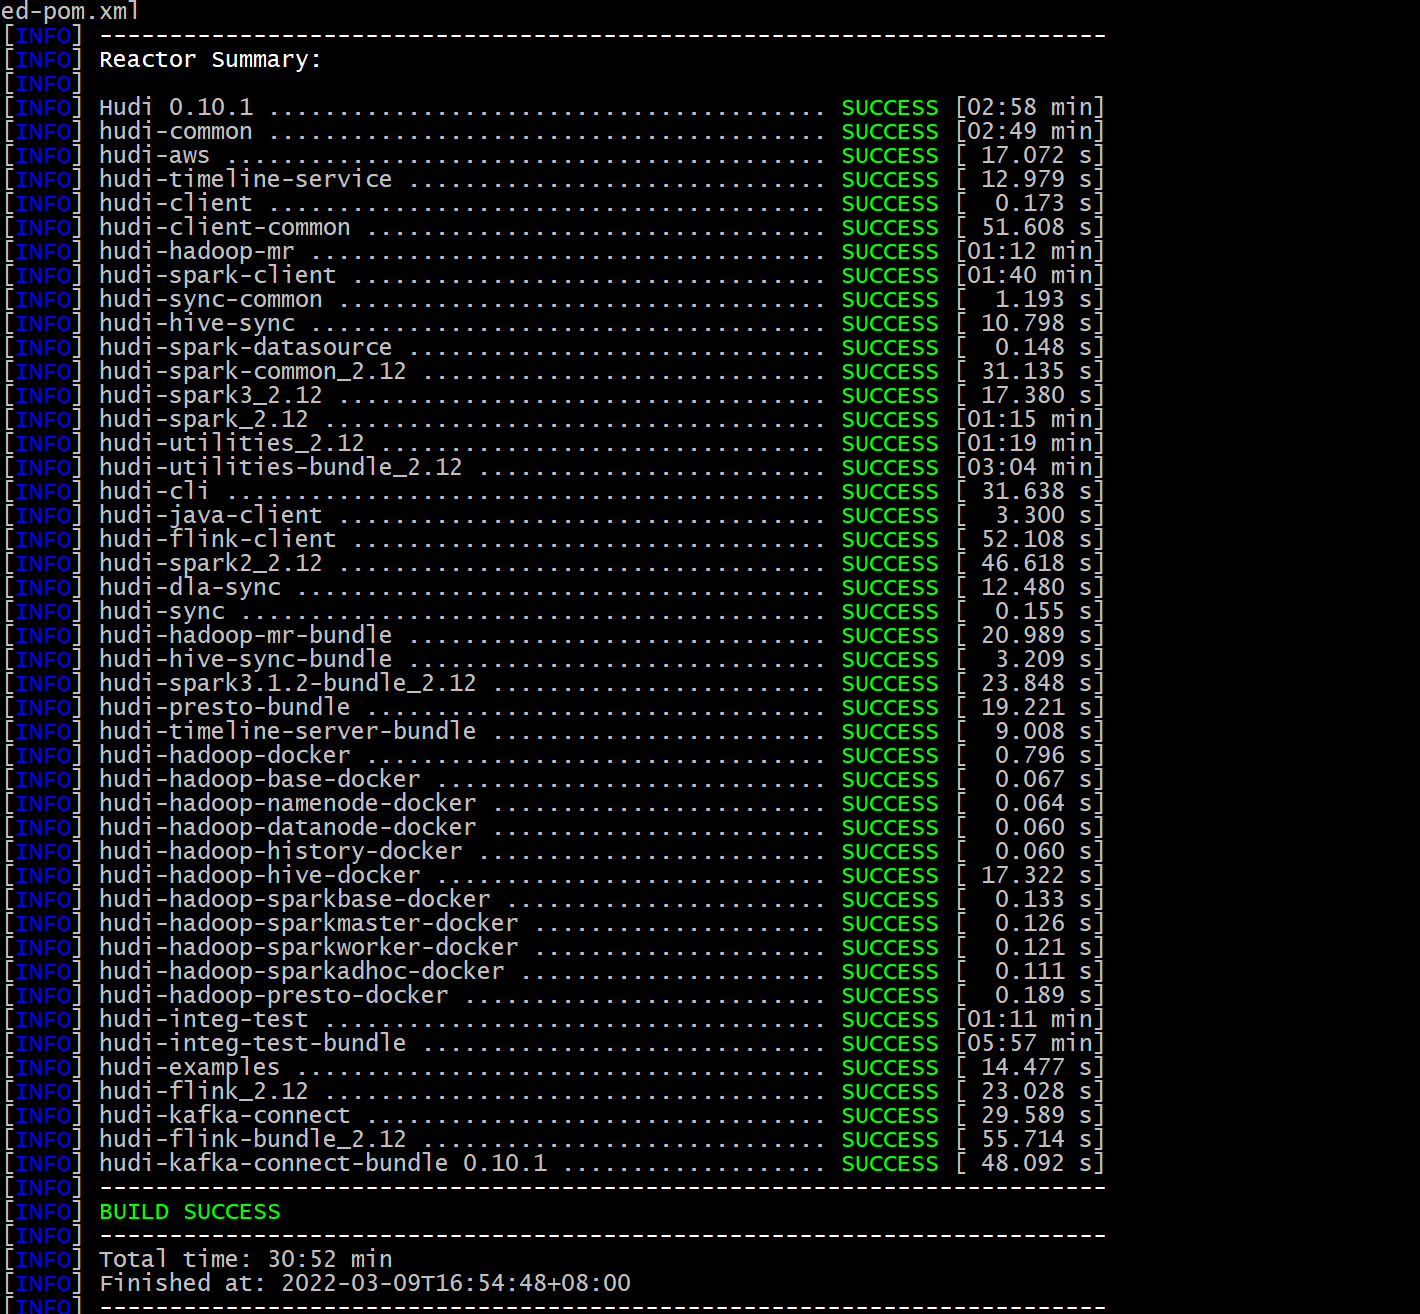 ed-pom.xml
[INFO] ------------------------------------------------------------------------
[INFO] Reactor Summary:
[INFO]
[INFO] Hudi 0.10.1 ........................................ SUCCESS [02:58 min]
[INFO] hudi-common ........................................ SUCCESS [02:49 min]
[INFO] hudi-aws ........................................... SUCCESS [ 17.072 s]
[INFO] hudi-timeline-service .............................. SUCCESS [ 12.979 s]
[INFO] hudi-client ........................................ SUCCESS [  0.173 s]
[INFO] hudi-client-common ................................. SUCCESS [ 51.608 s]
[INFO] hudi-hadoop-mr ..................................... SUCCESS [01:12 min]
[INFO] hudi-spark-client .................................. SUCCESS [01:40 min]
[INFO] hudi-sync-common ................................... SUCCESS [  1.193 s]
[INFO] hudi-hive-sync ..................................... SUCCESS [ 10.798 s]
[INFO] hudi-spark-datasource .............................. SUCCESS [  0.148 s]
[INFO] hudi-spark-common_2.12 ............................. SUCCESS [ 31.135 s]
[INFO] hudi-spark3_2.12 ................................... SUCCESS [ 17.380 s]
[INFO] hudi-spark_2.12 .................................... SUCCESS [01:15 min]
[INFO] hudi-utilities_2.12 ................................ SUCCESS [01:19 min]
[INFO] hudi-utilities-bundle_2.12 ......................... SUCCESS [03:04 min]
[INFO] hudi-cli ........................................... SUCCESS [ 31.638 s]
[INFO] hudi-java-client ................................... SUCCESS [  3.300 s]
[INFO] hudi-flink-client .................................. SUCCESS [ 52.108 s]
[INFO] hudi-spark2_2.12 ................................... SUCCESS [ 46.618 s]
[INFO] hudi-dla-sync ...................................... SUCCESS [ 12.480 s]
[INFO] hudi-sync .......................................... SUCCESS [  0.155 s]
[INFO] hudi-hadoop-mr-bundle .............................. SUCCESS [ 20.989 s]
[INFO] hudi-hive-sync-bundle .............................. SUCCESS [  3.209 s]
[INFO] hudi-spark3.1.2-bundle_2.12 ........................ SUCCESS [ 23.848 s]
[INFO] hudi-presto-bundle ................................. SUCCESS [ 19.221 s]
[INFO] hudi-timeline-server-bundle ........................ SUCCESS [  9.008 s]
[INFO] hudi-hadoop-docker ................................. SUCCESS [  0.796 s]
[INFO] hudi-hadoop-base-docker ............................ SUCCESS [  0.067 s]
[INFO] hudi-hadoop-namenode-docker ........................ SUCCESS [  0.064 s]
[INFO] hudi-hadoop-datanode-docker ........................ SUCCESS [  0.060 s]
[INFO] hudi-hadoop-history-docker ......................... SUCCESS [  0.060 s]
[INFO] hudi-hadoop-hive-docker ............................ SUCCESS [ 17.322 s]
[INFO] hudi-hadoop-sparkbase-docker ....................... SUCCESS [  0.133 s]
[INFO] hudi-hadoop-sparkmaster-docker ..................... SUCCESS [  0.126 s]
[INFO] hudi-hadoop-sparkworker-docker ..................... SUCCESS [  0.121 s]
[INFO] hudi-hadoop-sparkadhoc-docker ...................... SUCCESS [  0.111 s]
[INFO] hudi-hadoop-presto-docker .......................... SUCCESS [  0.189 s]
[INFO] hudi-integ-test .................................... SUCCESS [01:11 min]
[INFO] hudi-integ-test-bundle ............................. SUCCESS [05:57 min]
[INFO] hudi-examples ...................................... SUCCESS [ 14.477 s]
[INFO] hudi-flink_2.12 .................................... SUCCESS [ 23.028 s]
[INFO] hudi-kafka-connect ................................. SUCCESS [ 29.589 s]
[INFO] hudi-flink-bundle_2.12 ............................. SUCCESS [ 55.714 s]
[INFO] hudi-kafka-connect-bundle 0.10.1 ................... SUCCESS [ 48.092 s]
[INFO] ------------------------------------------------------------------------
[INFO] BUILD SUCCESS
[INFO] ------------------------------------------------------------------------
[INFO] Total time: 30:52 min
[INFO] Finished at: 2022-03-09T16:54:48+08:00
[INFO] ------------------------------------------------------------------------